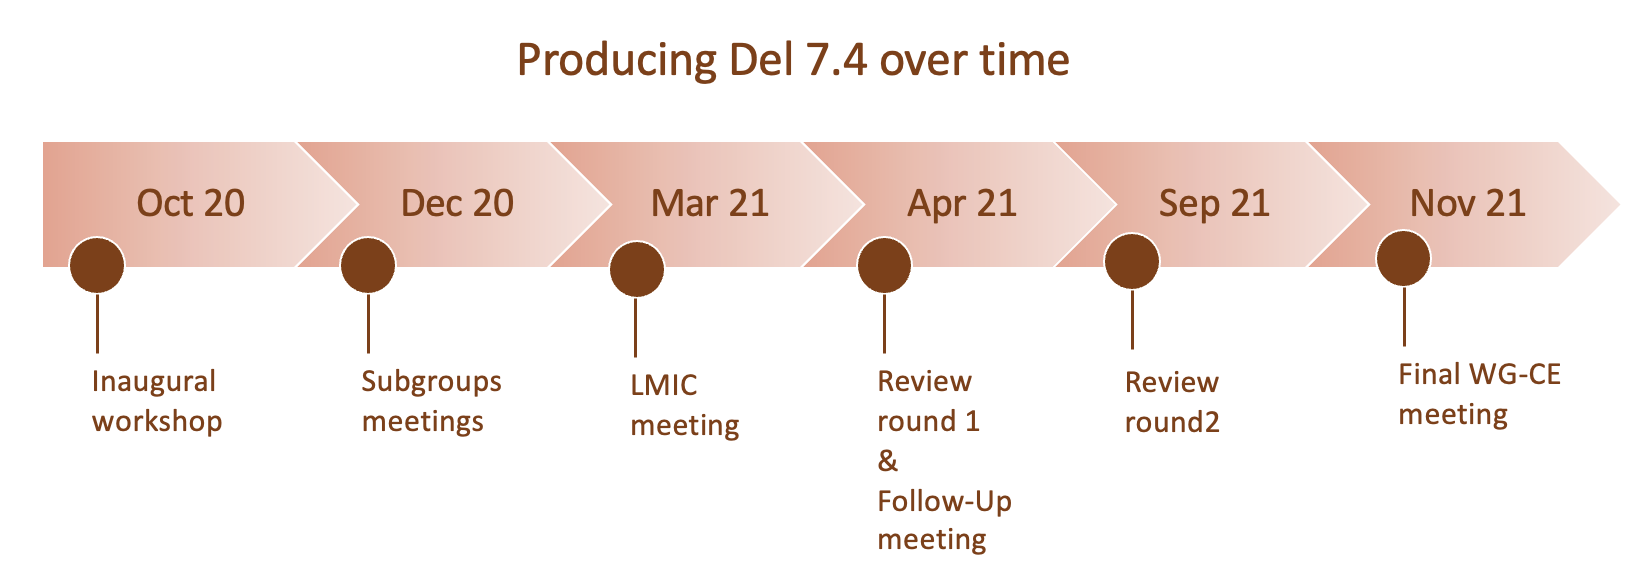 Producing Del 7.4 over time
Oct 20
Dec 20
Mar 21
Apr 21
Sep 21
Nov 21
Inaugural
workshop
Subgroups
meetings
LMIC
meeting
Review
round 1
&
Follow-Up
meeting
Review
round2
Final WG-CE
meeting